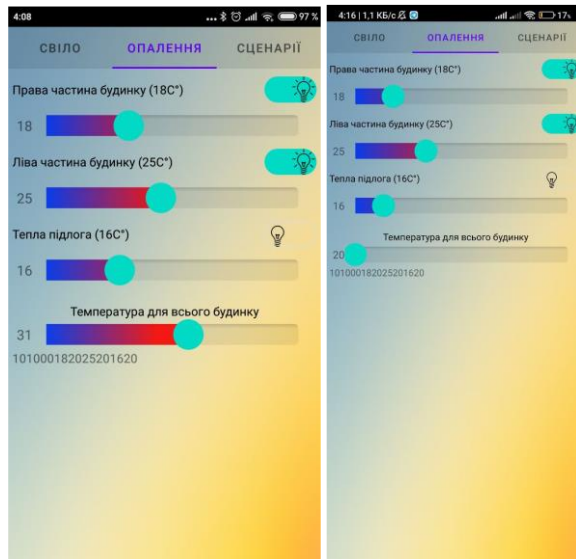 4:08 97 %
СВІЛО ОПАЛЕННЯ СЦЕНАРІЇ
Права частина будинку (18C°)
18
Ліва частина будинку (25C°)
25
Тепла підлога (16C°)
16
Температура для всього будинку
31
101000182025201620
4:16 | 1,1 КБ/с 17%
СВІЛО ОПАЛЕННЯ СЦЕНАРІЇ
Права частина будинку (18C°)
18
Ліва частина будинку (25C°)
25
Тепла підлога (16C°)
16
Температура для всього будинку
20
101000182025201620